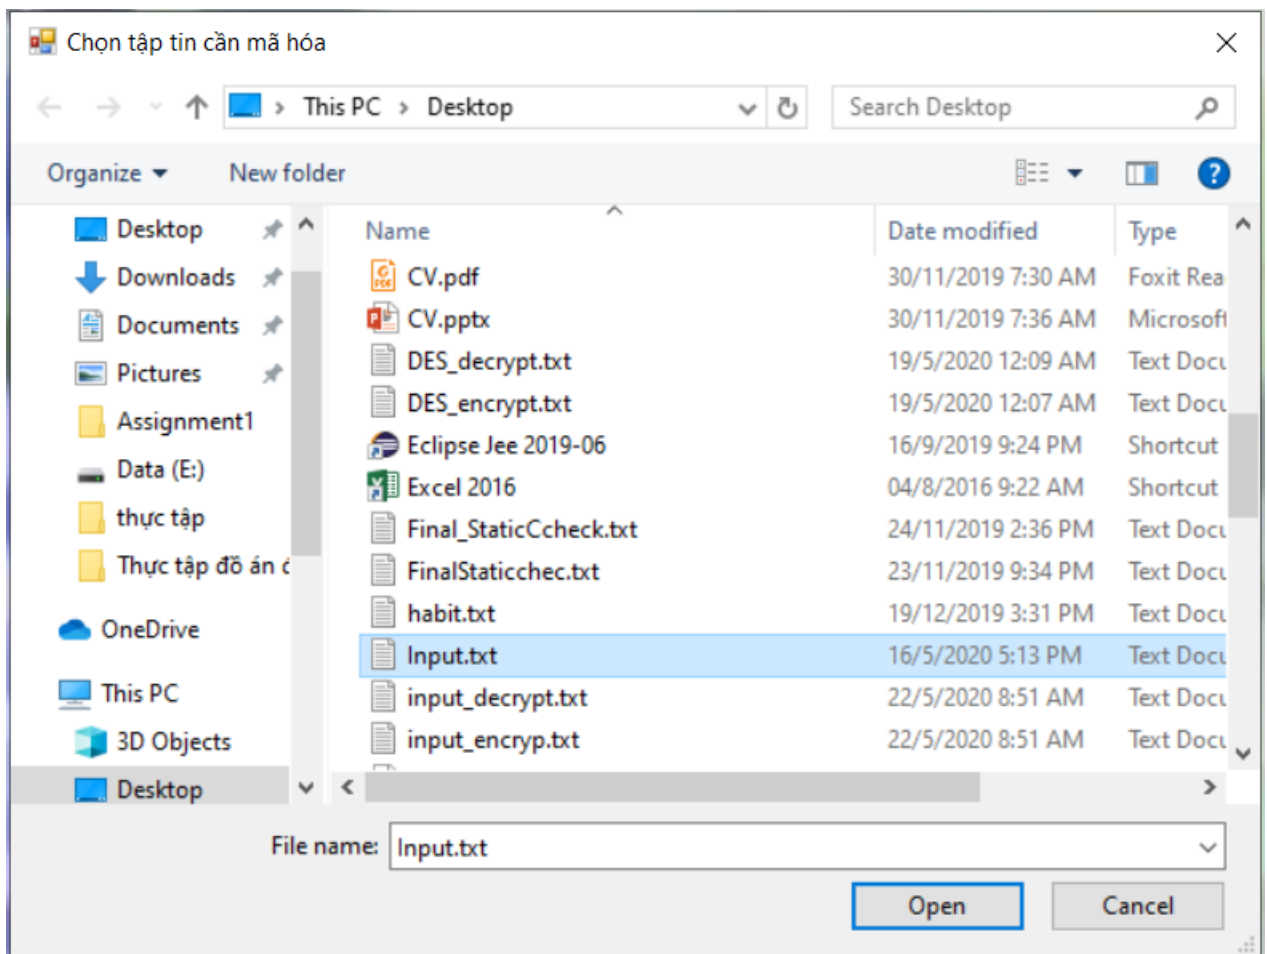 Chọn tập tin cần mã hóa
This PC > Desktop
Search Desktop
Organize
New folder
Desktop
Downloads
Documents
Pictures
Assignment1
Data (E:)
thực tập
Thực tập đồ án c
OneDrive
This PC
3D Objects
Desktop
Name Date modified Type
CV.pdf 30/11/2019 7:30 AM Foxit Rea
CV.pptx 30/11/2019 7:36 AM Microsoft
DES_decrypt.txt 19/5/2020 12:09 AM Text Docu
DES_encrypt.txt 19/5/2020 12:07 AM Text Docu
Eclipse Jee 2019-06 16/9/2019 9:24 PM Shortcut
Excel 2016 04/8/2016 9:22 AM Shortcut
Final_StaticCcheck.txt 24/11/2019 2:36 PM Text Docu
FinalStaticchec.txt 23/11/2019 9:34 PM Text Docu
habit.txt 19/12/2019 3:31 PM Text Docu
Input.txt 16/5/2020 5:13 PM Text Docu
input_decrypt.txt 22/5/2020 8:51 AM Text Docu
input_encryp.txt 22/5/2020 8:51 AM Text Docu
File name: Input.txt
Open
Cancel